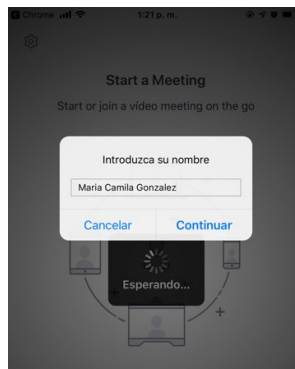 Chrome 1:21 p. m.
Start a Meeting
Start or join a video meeting on the go
Introduzca su nombre
Maria Camila Gonzalez
Cancelar Continuar
Esperando...